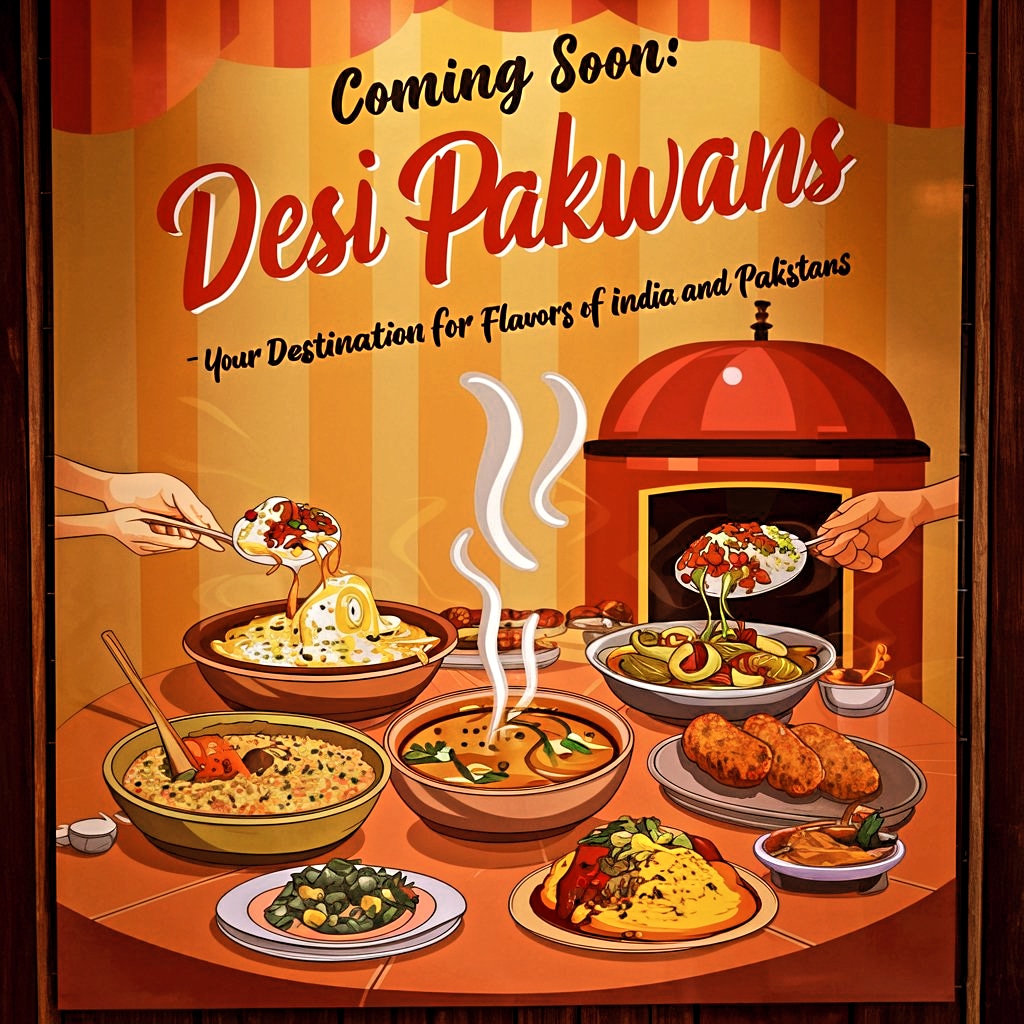 Coming Soon:
Desi Pakwans
- Your Destination for Flavors of india and Pakistans